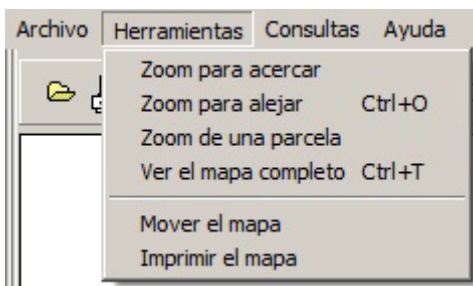 Archivo Herramientas Consultas Ayuda
Zoom para acercar
Zoom para alejar Ctrl+O
Zoom de una parcela
Ver el mapa completo Ctrl+T
Mover el mapa
Imprimir el mapa